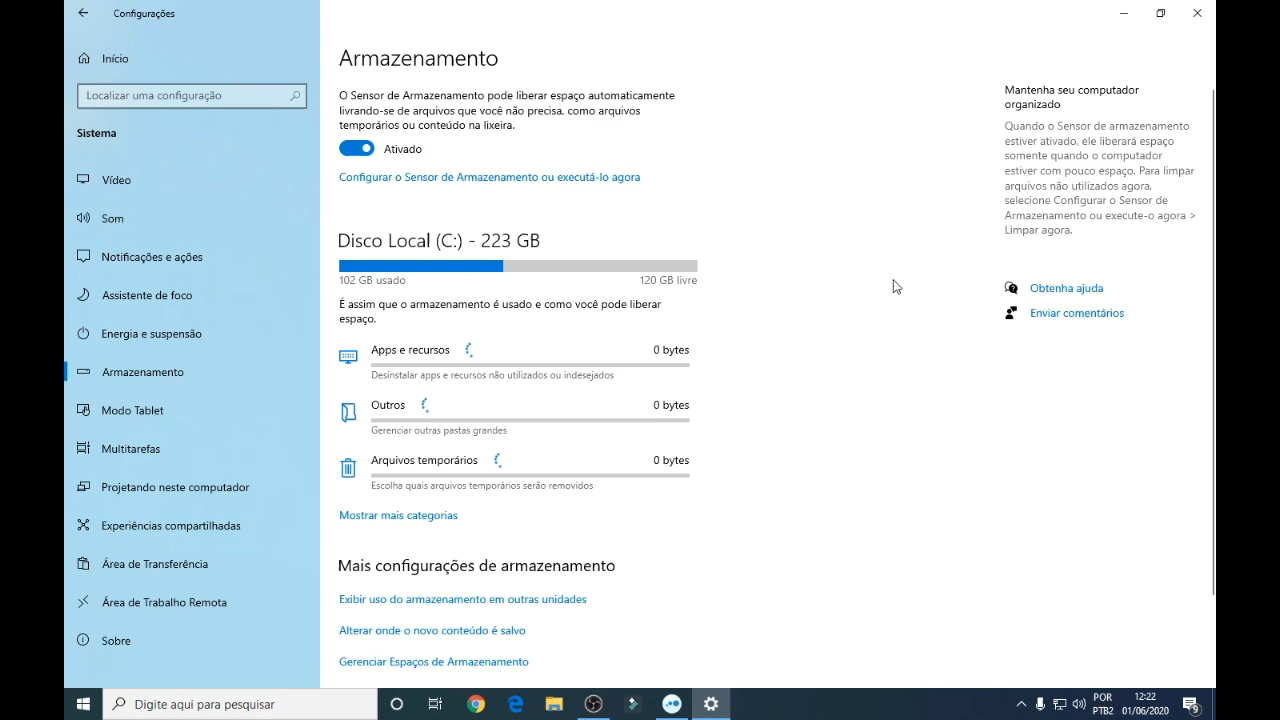 Configurações
Início
Localizar uma configuração
Sistema
Vídeo
Som
Notificações e ações
Assistente de foco
Energia e suspensão
Armazenamento
Modo Tablet
Multitarefas
Projetando neste computador
Experiências compartilhadas
Área de Transferência
Área de Trabalho Remota
Sobre
Armazenamento
O Sensor de Armazenamento pode liberar espaço automaticamente
livrando-se de arquivos que você não precisa, como arquivos
temporários ou conteúdo na lixeira.
Ativado
Configurar o Sensor de Armazenamento ou executá-lo agora
Disco Local (C:) - 223 GB
102 GB usado 120 GB livre
É assim que o armazenamento é usado e como você pode liberar
espaço.
Apps e recursos 0 bytes
Desinstalar apps e recursos não utilizados ou indesejados
Outros 0 bytes
Gerenciar outras pastas grandes
Arquivos temporários 0 bytes
Escolha quais arquivos temporários serão removidos
Mostrar mais categorias
Mais configurações de armazenamento
Exibir uso do armazenamento em outras unidades
Alterar onde o novo conteúdo é salvo
Gerenciar Espaços de Armazenamento
Mantenha seu computador
organizado
Quando o Sensor de armazenamento
estiver ativado, ele liberará espaço
somente quando o computador
estiver com pouco espaço. Para limpar
arquivos não utilizados agora,
selecione Configurar o Sensor de
Armazenamento ou execute-o agora >
Limpar agora.
Obtenha ajuda
Enviar comentários
Digite aqui para pesquisar
POR
PTB2
12:22
01/06/2020